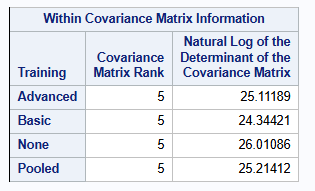 Within Covariance Matrix Information
Training Covariance Matrix Rank Natural Log of the Determinant of the Covariance Matrix
Advanced 5 25.11189
Basic 5 24.34421
None 5 26.01086
Pooled 5 25.21412